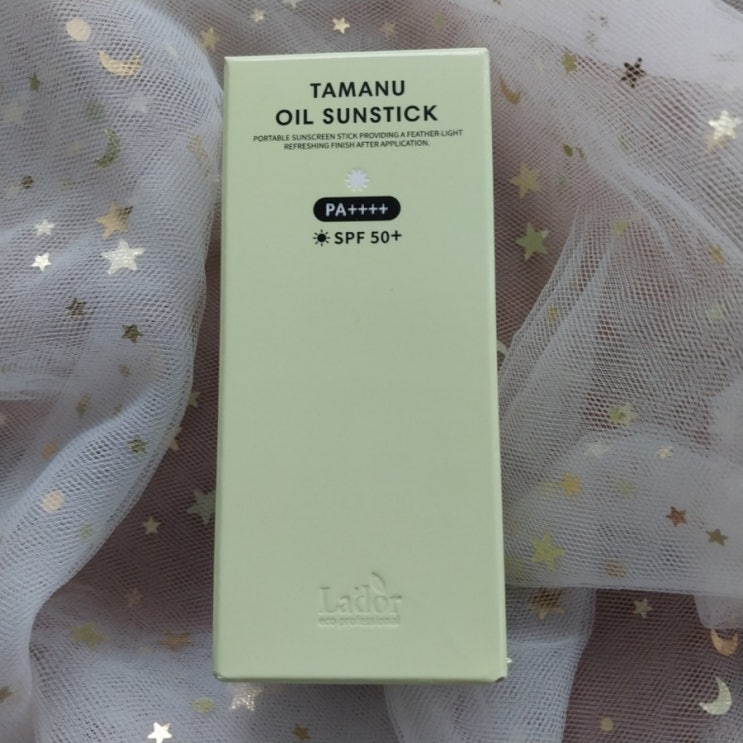 TAMANU
OIL SUNSTICK
PORTABLE SUNSCREEN STICK PROVIDING A FEATHER-LIGHT
REFRESHING FINISH AFTER APPLICATION.
PA++++
SPF 50+
Lador
eco professional